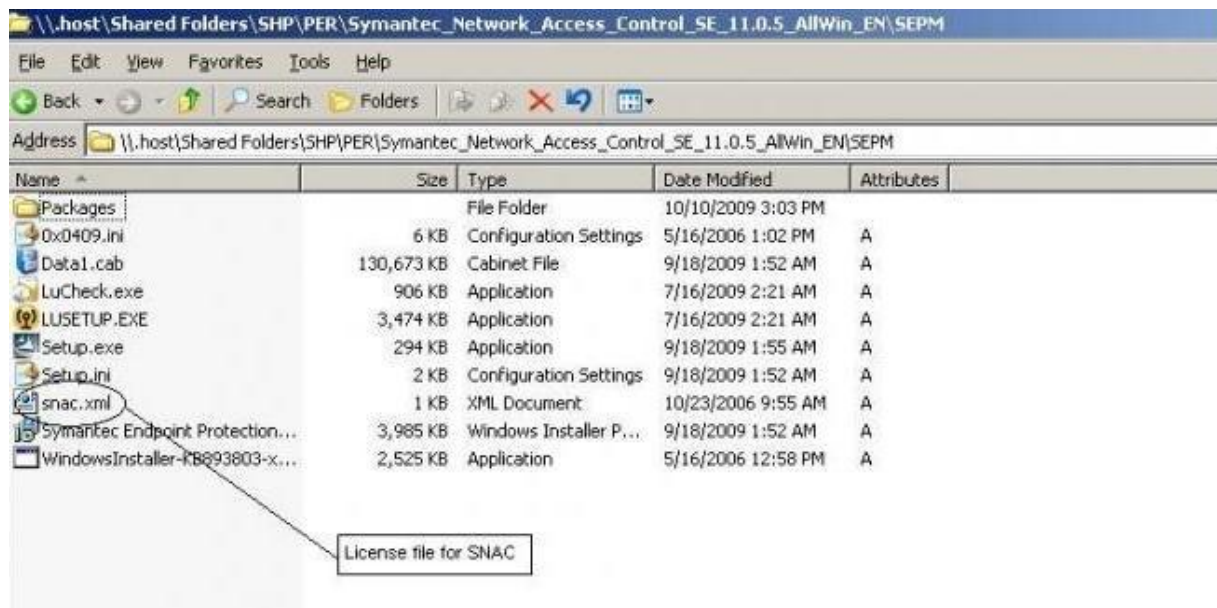 \\.host\Shared Folders\SHP\PER\Symantec_Network_Access_Control_SE_11.0.5_AllWin_EN\SEPM
File Edit View Favorites Tools Help
Back Search Folders
Address \\.host\Shared Folders\SHP\PER\Symantec_Network_Access_Control_SE_11.0.5_AllWin_EN\SEPM
Name Size Type Date Modified Attributes
Packages File Folder 10/10/2009 3:03 PM
0x0409.ini 6 KB Configuration Settings 5/16/2006 1:02 PM A
Data1.cab 130,673 KB Cabinet File 9/18/2009 1:52 AM A
LuCheck.exe 906 KB Application 7/16/2009 2:21 AM A
LUSETUP.EXE 3,474 KB Application 7/16/2009 2:21 AM A
Setup.exe 294 KB Application 9/18/2009 1:55 AM A
Setup.ini 2 KB Configuration Settings 9/18/2009 1:52 AM A
snac.xml 1 KB XML Document 10/23/2006 9:55 AM A
Symantec Endpoint Protection... 3,985 KB Windows Installer P... 9/18/2009 1:52 AM A
WindowsInstaller-KB893803-x... 2,525 KB Application 5/16/2006 12:58 PM A
License file for SNAC